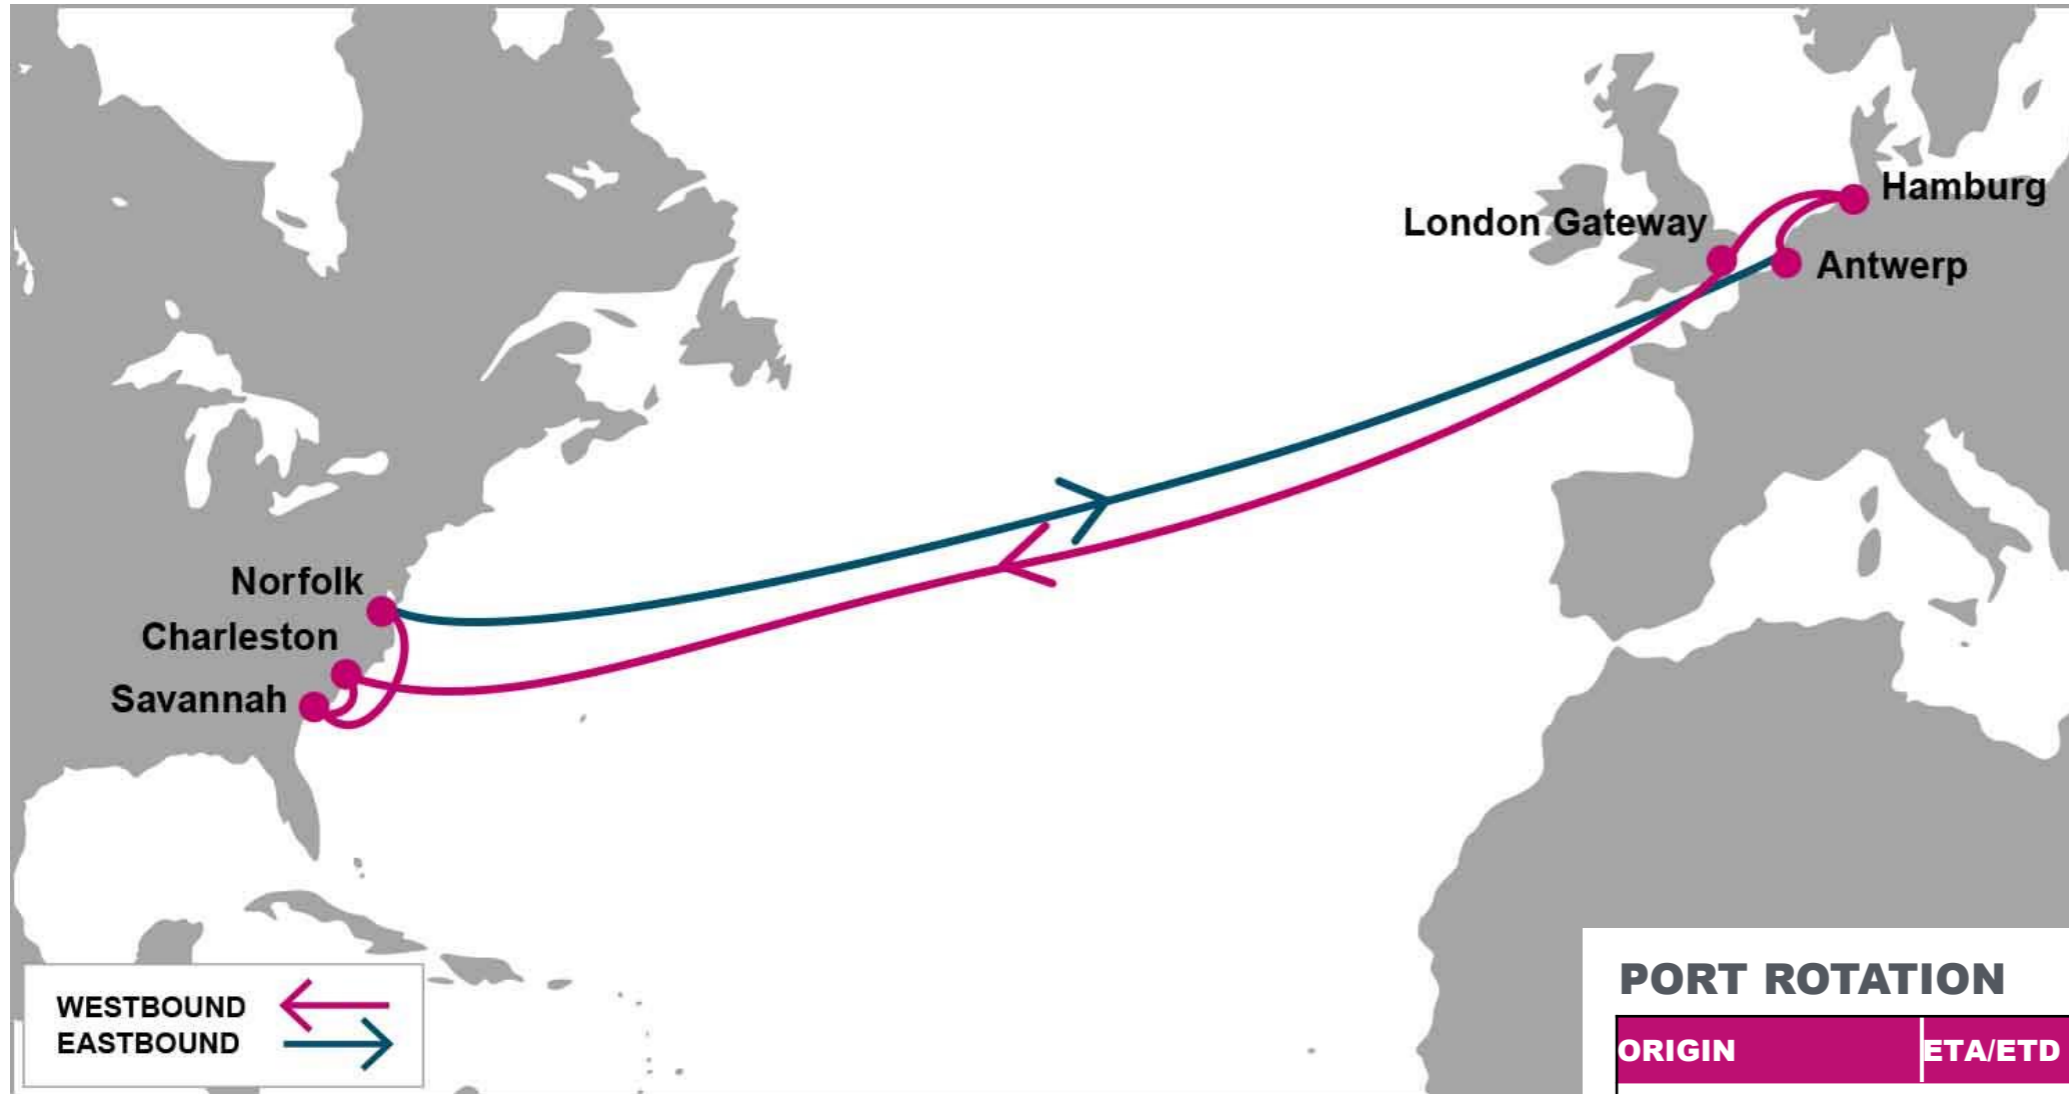 Hamburg
London Gateway
Antwerp
Norfolk
Charleston
Savannah
WESTBOUND
EASTBOUND
PORT ROTATION
ORIGIN ETA/ETD